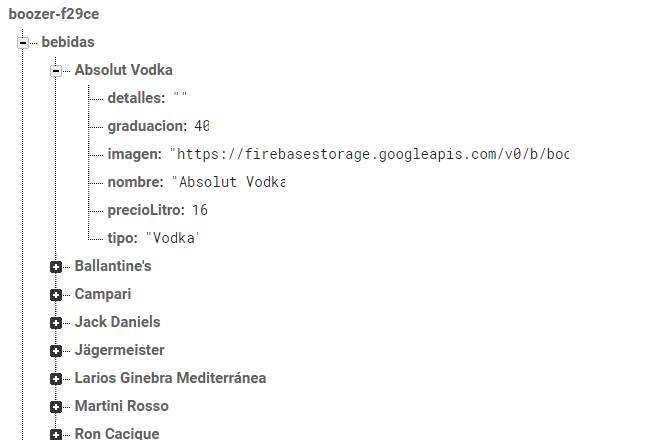 boozer-f29ce
bebidas
Absolut Vodka
detalles: ""
graduacion: 40
imagen: "https://firebasestorage.googleapis.com/v0/b/boo
nombre: "Absolut Vodka
precioLitro: 16
tipo: "Vodka"
Ballantine's
Campari
Jack Daniels
Jägermeister
Larios Ginebra Mediterránea
Martini Rosso
Ron Cacique